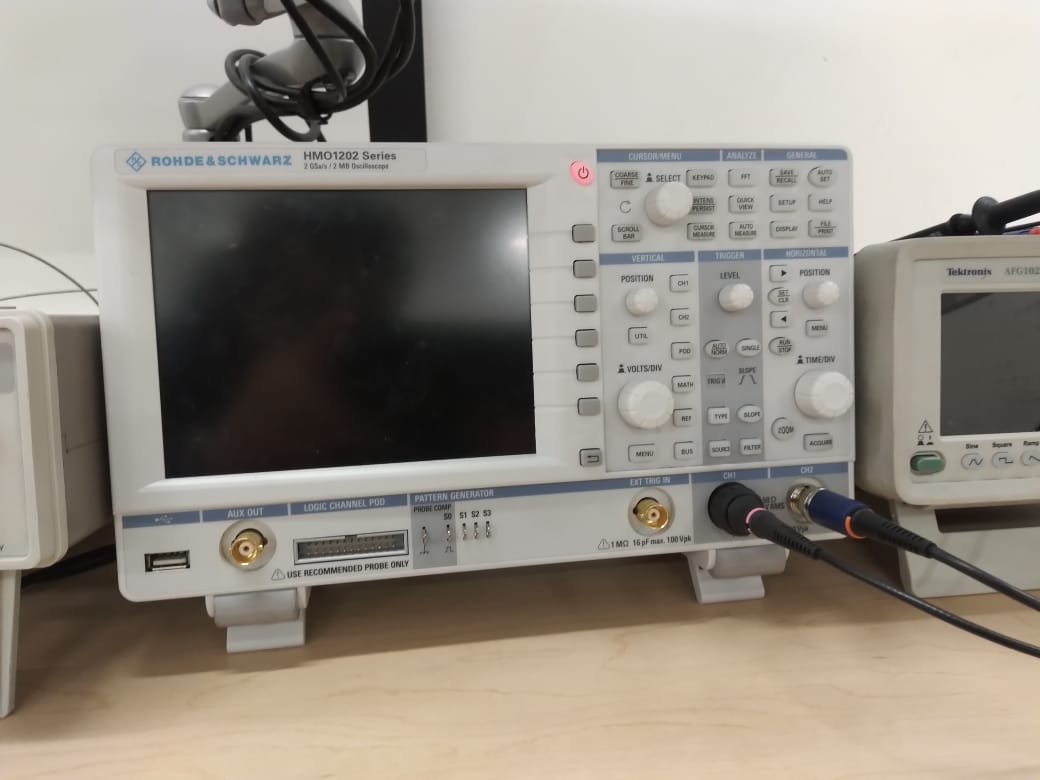 ROHDE&SCHWARZ
HMO1202 Series
2 GSa/s / 2 MB Oscilloscope
CURSOR/MENU
ANALYZE
GENERAL
COARSE
FINE
SELECT
KEYPAD
FFT
SAVE
RECALL
AUTO
SET
INTENS
PERSIST
QUICK
VIEW
SETUP
HELP
SCROLL
BAR
CURSOR
MEASURE
AUTO
MEASURE
DISPLAY
FILE
PRINT
VERTICAL
TRIGGER
HORIZONTAL
POSITION
CH1
LEVEL
POSITION
SET
CLR
CH2
UTIL
MENU
POD
AUTO
NORM
SINGLE
RUN
STOP
VOLTS/DIV
MATH
SLOPE
TIME/DIV
REF
TYPE
SLOPE
ZOOM
MENU
BUS
SOURCE
FILTER
ACQUIRE
AUX OUT
LOGIC CHANNEL POD
PATTERN GENERATOR
PROBE COMP.
S0 S1 S2 S3
EXT TRIG IN
CH1
CH2
USE RECOMMENDED PROBE ONLY
1 MΩ 16 pF max. 100 Vpk
Tektronix
Sine
Square